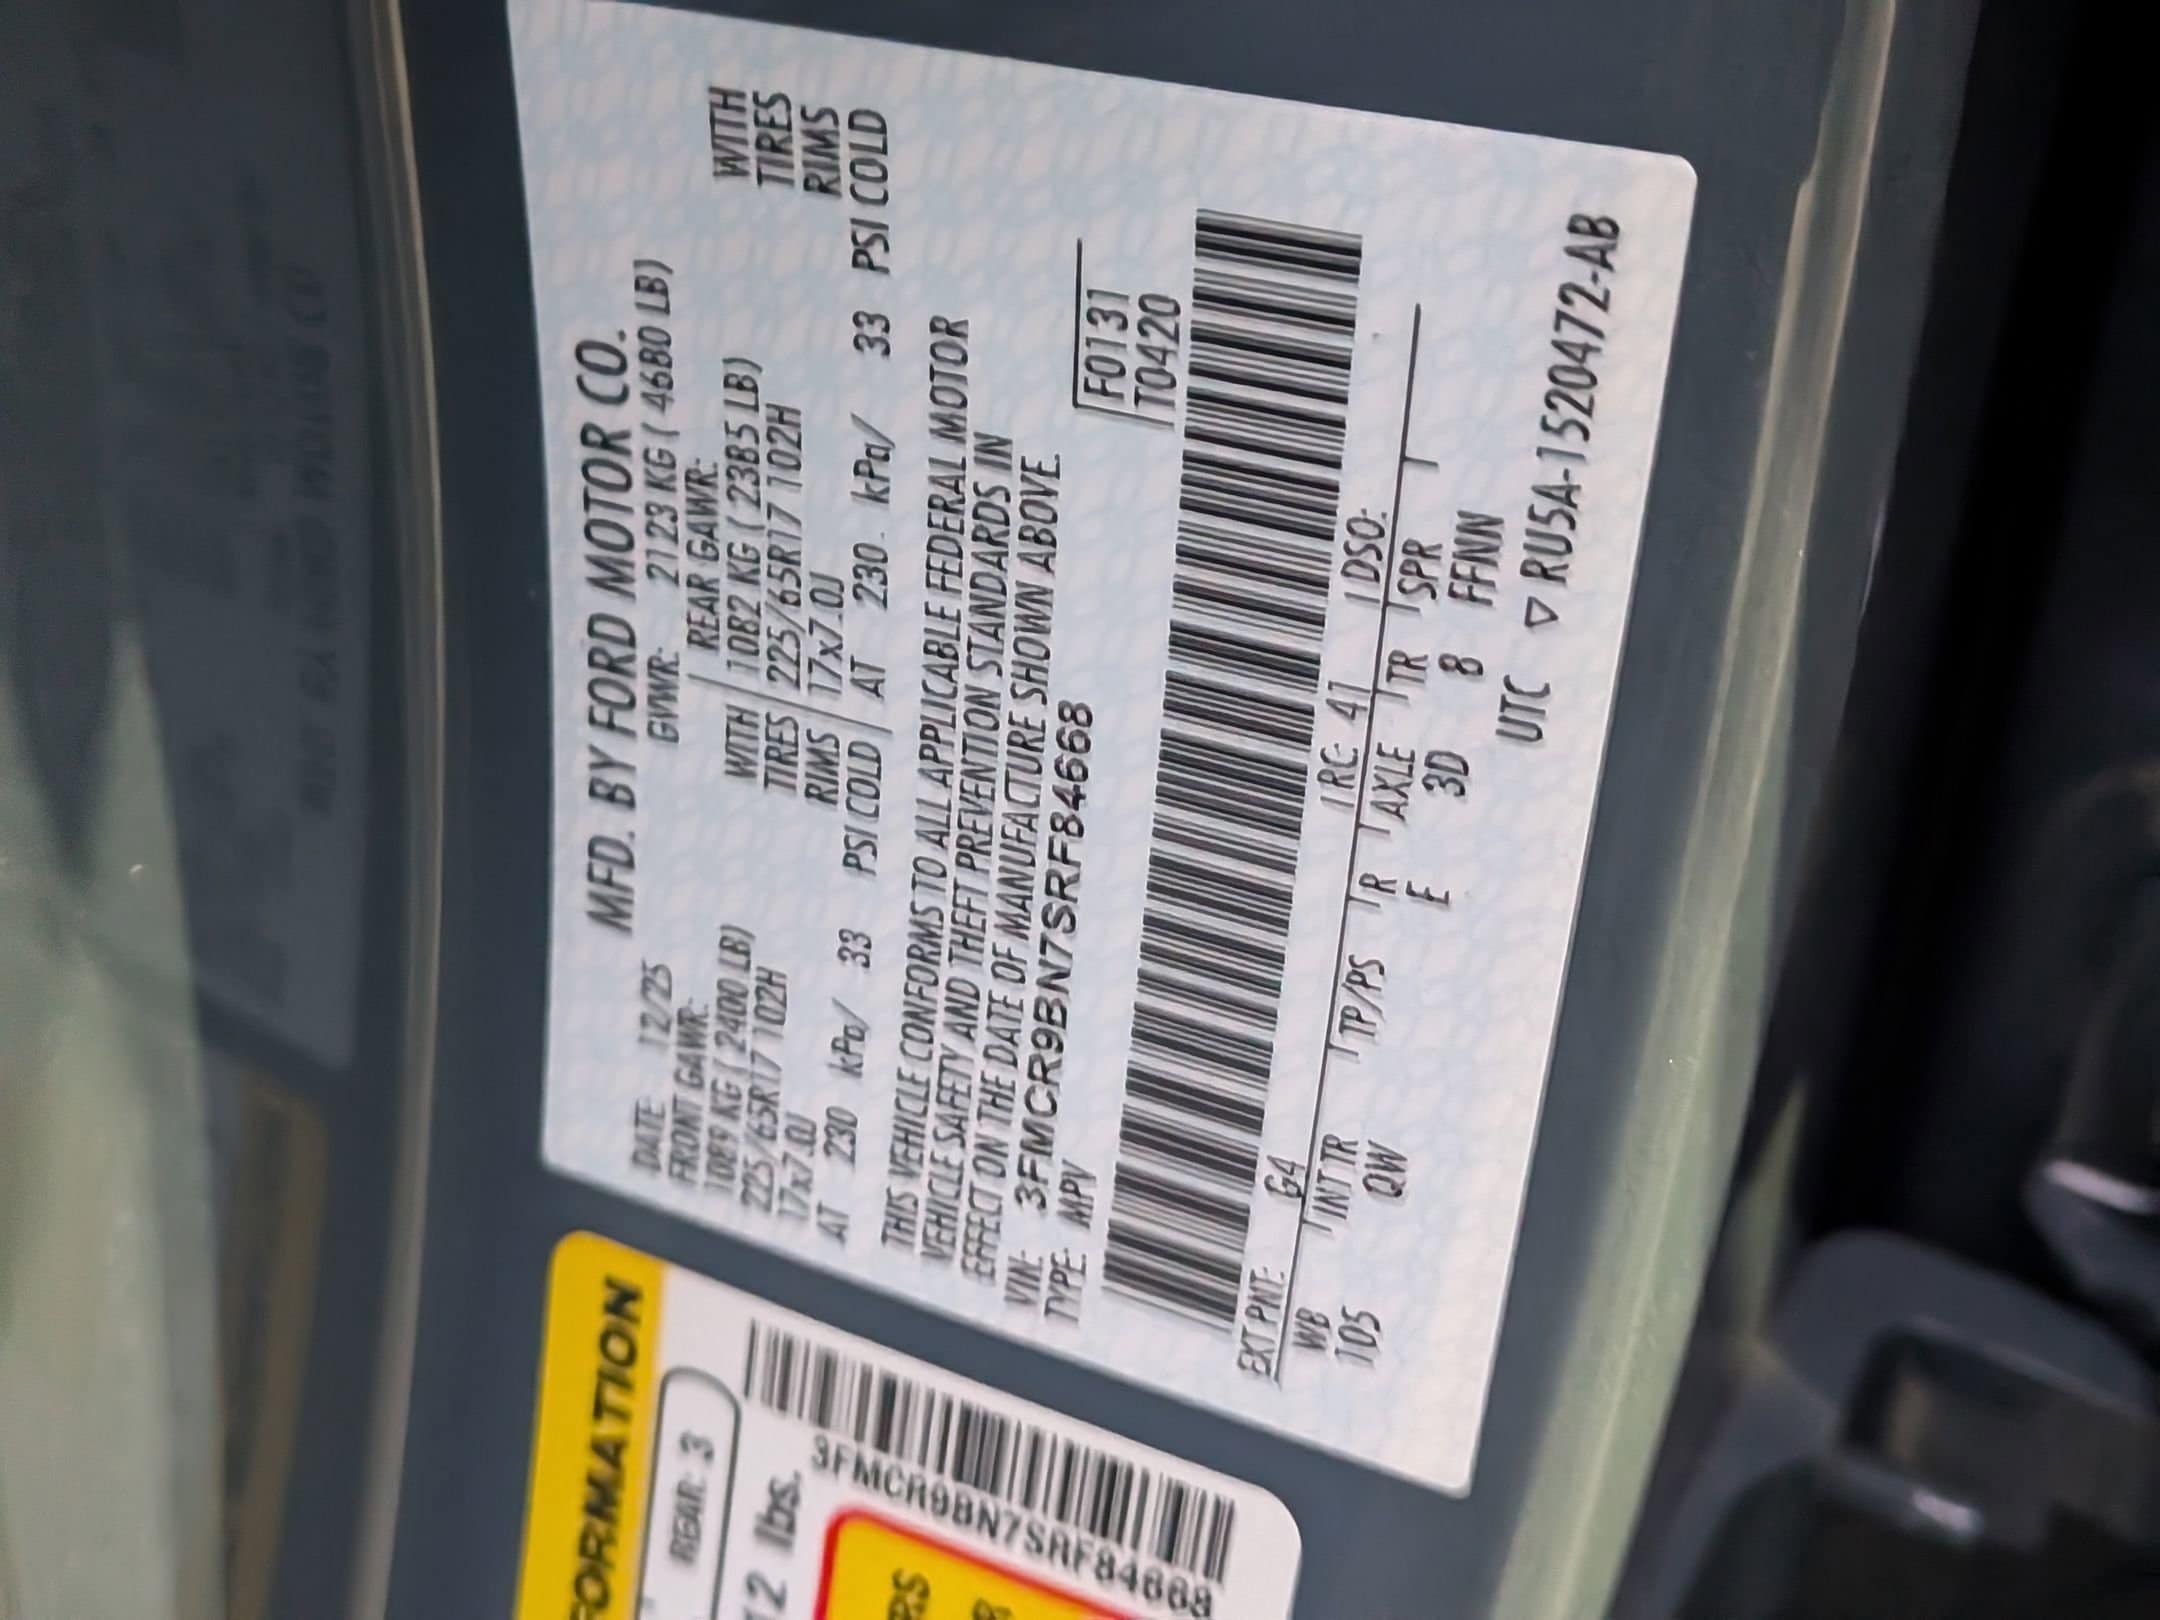 MFD. BY FORD MOTOR CO.
DATE: 12/25 GVWR: 2123 KG ( 4680 LB)
FRONT GAWR: REAR GAWR:
1089 KG ( 2400 LB) WITH 1082 KG ( 2385 LB) WITH
225/65R17 102H TIRES 225/65R17 102H TIRES
17x7.0J RIMS 17x7.0J RIMS
AT 230 kPa/ 33 PSI COLD AT 230 kPa/ 33 PSI COLD
THIS VEHICLE CONFORMS TO ALL APPLICABLE FEDERAL MOTOR
VEHICLE SAFETY AND THEFT PREVENTION STANDARDS IN
EFFECT ON THE DATE OF MANUFACTURE SHOWN ABOVE.
VIN: 3FMCR9BN7SRF84668
TYPE: MPV
F0131
T0420
EXT PNT: G4 RC: 41 DSO:
WB INT TR TP/PS R AXLE TR SPR
105 QW E 3D 8 FFNN
UTC ▽ RU5A-1520472-AB
FORMATION
REAR: 3
12 lbs.
3FMCR9BN7SRF84668
RS